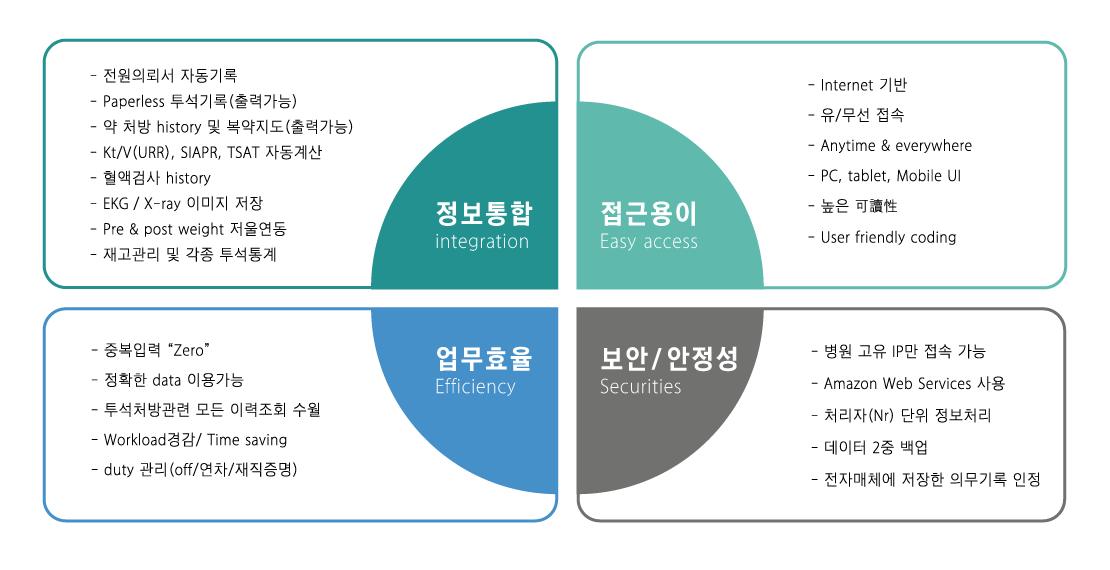 - 전원의뢰서 자동기록
- Paperless 투석기록(출력가능)
- 약 처방 history 및 복약지도(출력가능)
- Kt/V(URR), SIAPR, TSAT 자동계산
- 혈액검사 history
- EKG / X-ray 이미지 저장
- Pre & post weight 저울연동
- 재고관리 및 각종 투석통계
정보통합
integration
- Internet 기반
- 유/무선 접속
- Anytime & everywhere
- PC, tablet, Mobile UI
- 높은 可讀性
- User friendly coding
접근용이
Easy access
- 중복입력 “Zero”
- 정확한 data 이용가능
- 투석처방관련 모든 이력조회 수월
- Workload경감/ Time saving
- duty 관리(off/연차/재직증명)
업무효율
Efficiency
보안/안정성
Securities
- 병원 고유 IP만 접속 가능
- Amazon Web Services 사용
- 처리자(Nr) 단위 정보처리
- 데이터 2중 백업
- 전자매체에 저장한 의무기록 인정